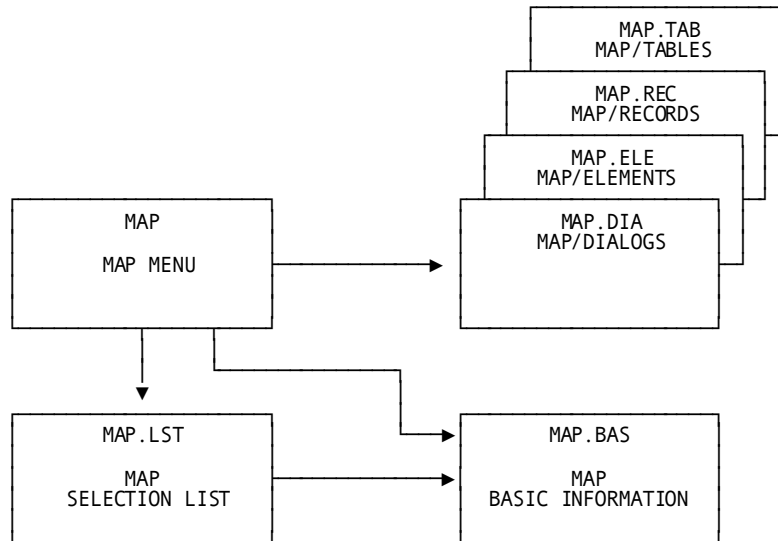 MAP.TAB
MAP/TABLES
MAP.REC
MAP/RECORDS
MAP.ELE
MAP/ELEMENTS
MAP
MAP MENU
MAP.DIA
MAP/DIALOGS
MAP.LST
MAP
SELECTION LIST
MAP.BAS
MAP
BASIC INFORMATION